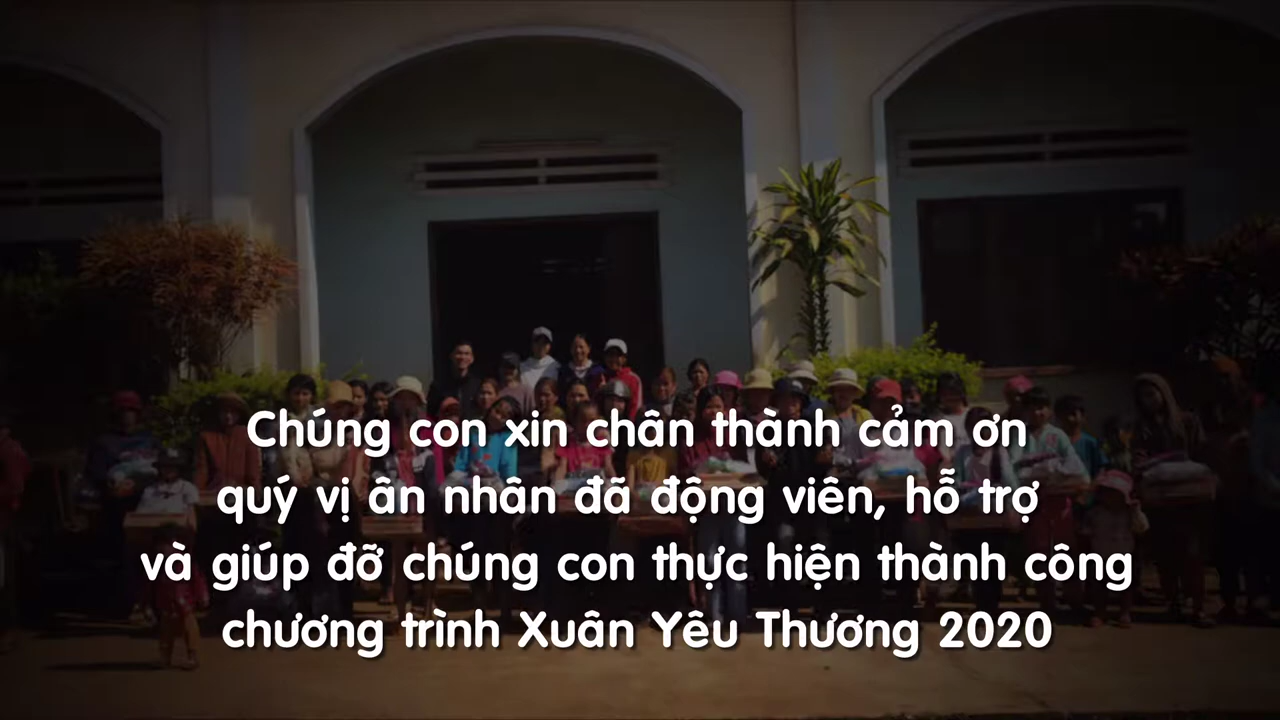 Chúng con xin chân thành cảm ơn
quý vị ân nhân đã động viên, hỗ trợ
và giúp đỡ chúng con thực hiện thành công
chương trình Xuân Yêu Thương 2020